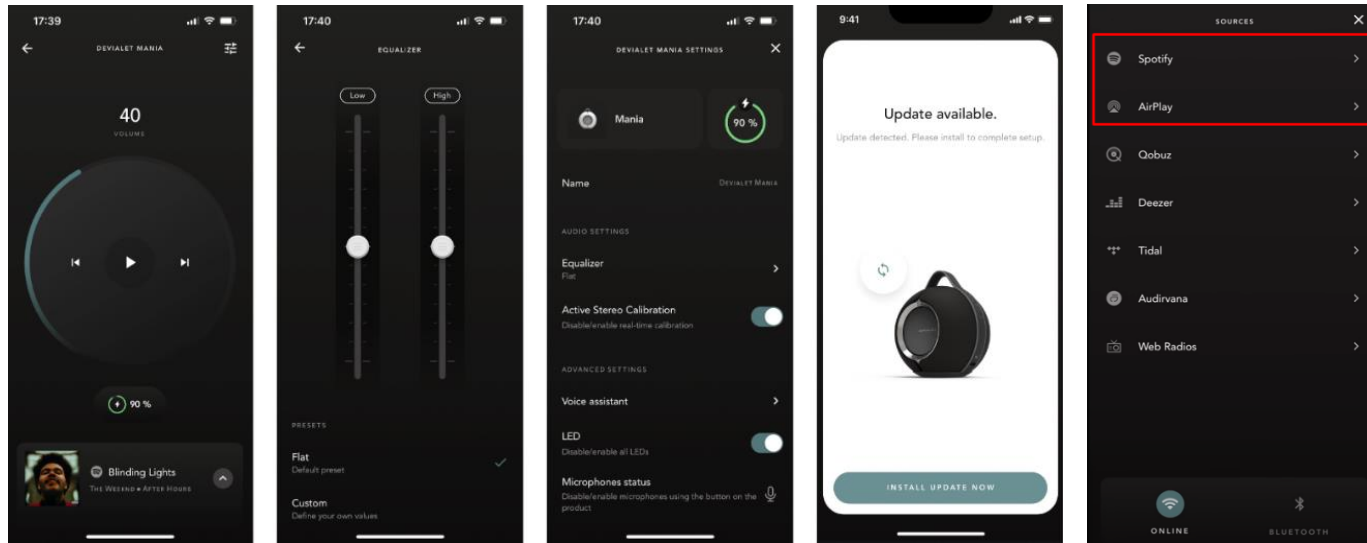 17:39
DEVIALET MANIA
40
VOLUME
90 %
Blinding Lights
THE WEEKND • AFTER HOURS
17:40
EQUALIZER
Low
High
PRESETS
Flat
Default preset
Custom
Define your own values
17:40
DEVIALET MANIA SETTINGS
Mania
90 %
Name
DEVIALET MANIA
AUDIO SETTINGS
Equalizer
Flat
Active Stereo Calibration
Disable/enable real-time calibration
ADVANCED SETTINGS
Voice assistant
LED
Disable/enable all LEDs
Microphones status
Disable/enable microphones using the button on the
product
9:41
Update available.
Update detected. Please install to complete setup.
INSTALL UPDATE NOW
SOURCES
Spotify
AirPlay
Qobuz
Deezer
Tidal
Audirvana
Web Radios
ONLINE
BLUETOOTH